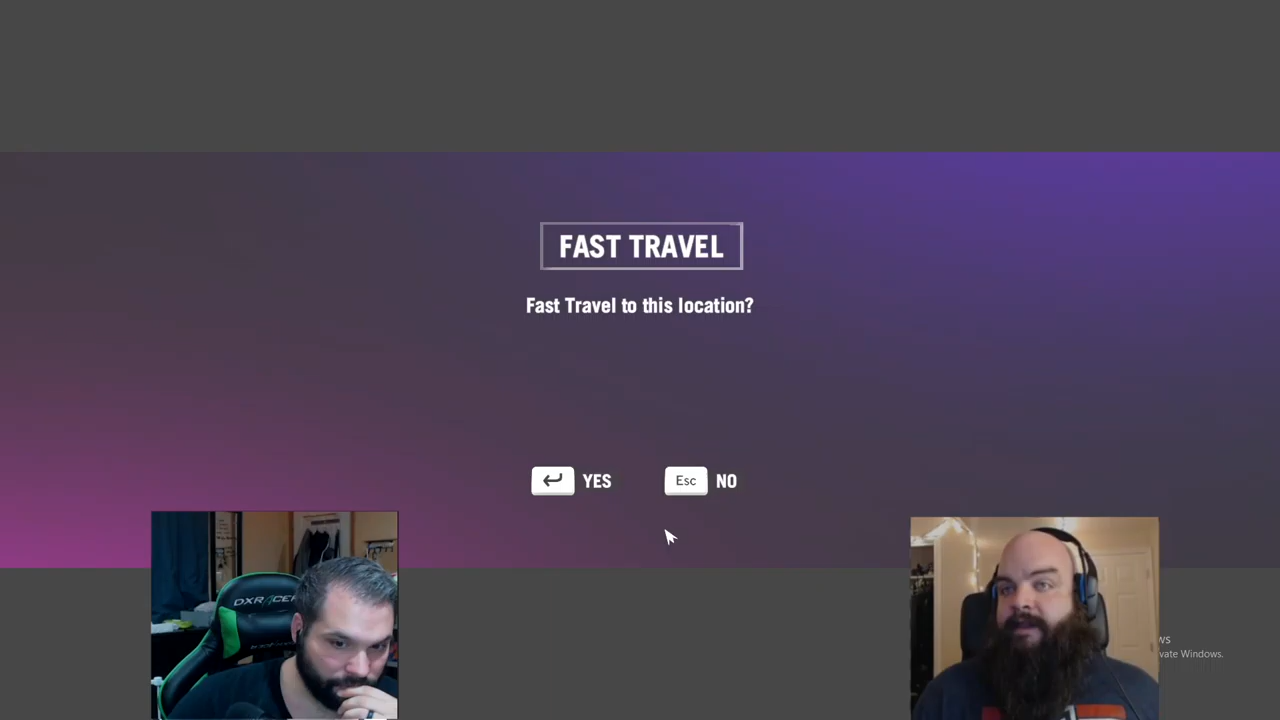 FAST TRAVEL
Fast Travel to this location?
YES
Esc NO
DXRACER
vate Windows.